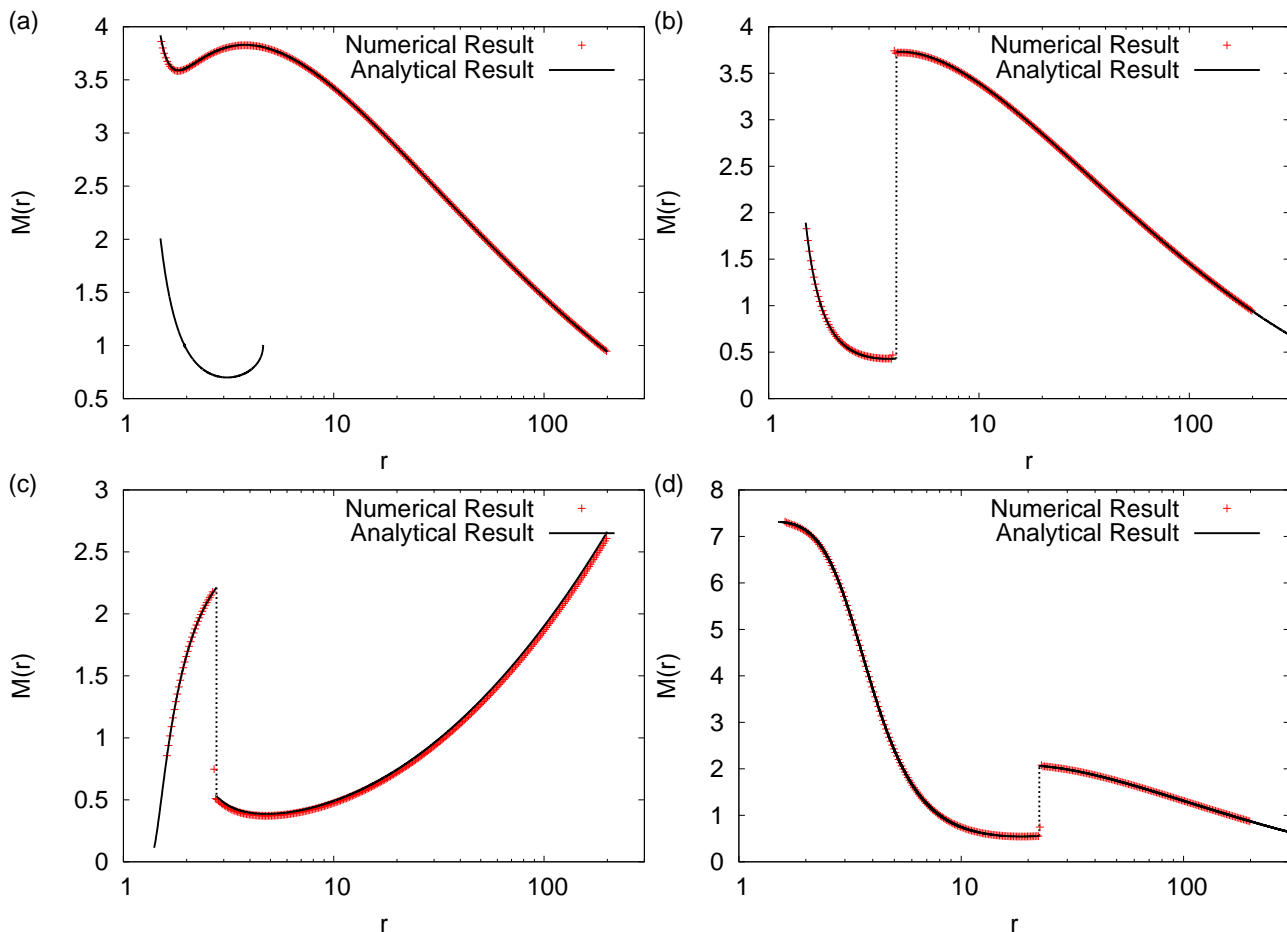 (a)
4
3.5
3
2.5
2
1.5
1
0.5
1
10
100
M(r)
r
Numerical Result
Analytical Result
(b)
4
3.5
3
2.5
2
1.5
1
0.5
0
1
10
100
M(r)
r
Numerical Result
Analytical Result
(c)
3
2.5
2
1.5
1
0.5
0
1
10
100
M(r)
r
Numerical Result
Analytical Result
(d)
8
7
6
5
4
3
2
1
0
1
10
100
M(r)
r
Numerical Result
Analytical Result